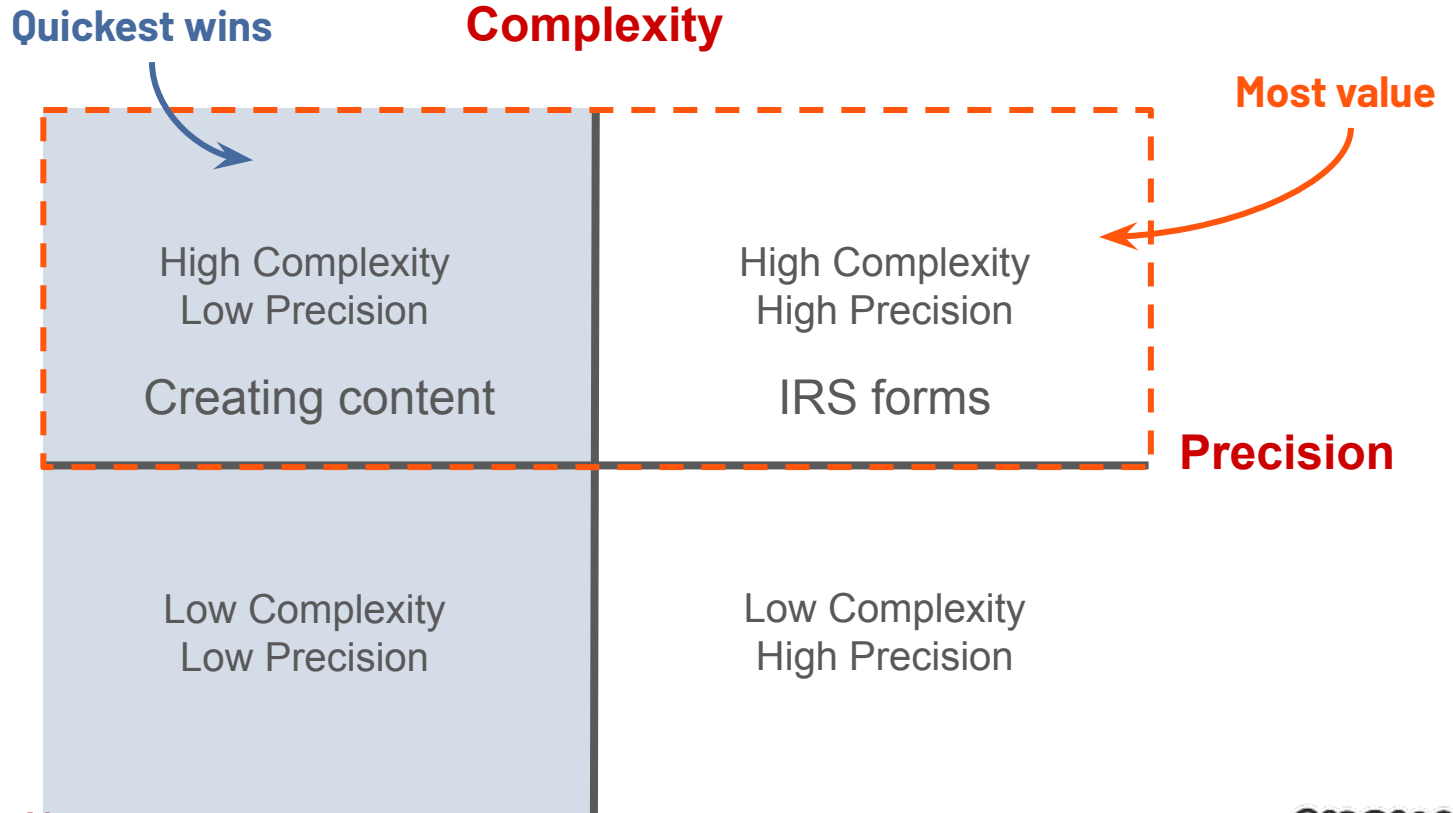 Quickest wins
Complexity
Most value
High Complexity
Low Precision
Creating content
High Complexity
High Precision
IRS forms
Precision
Low Complexity
Low Precision
Low Complexity
High Precision